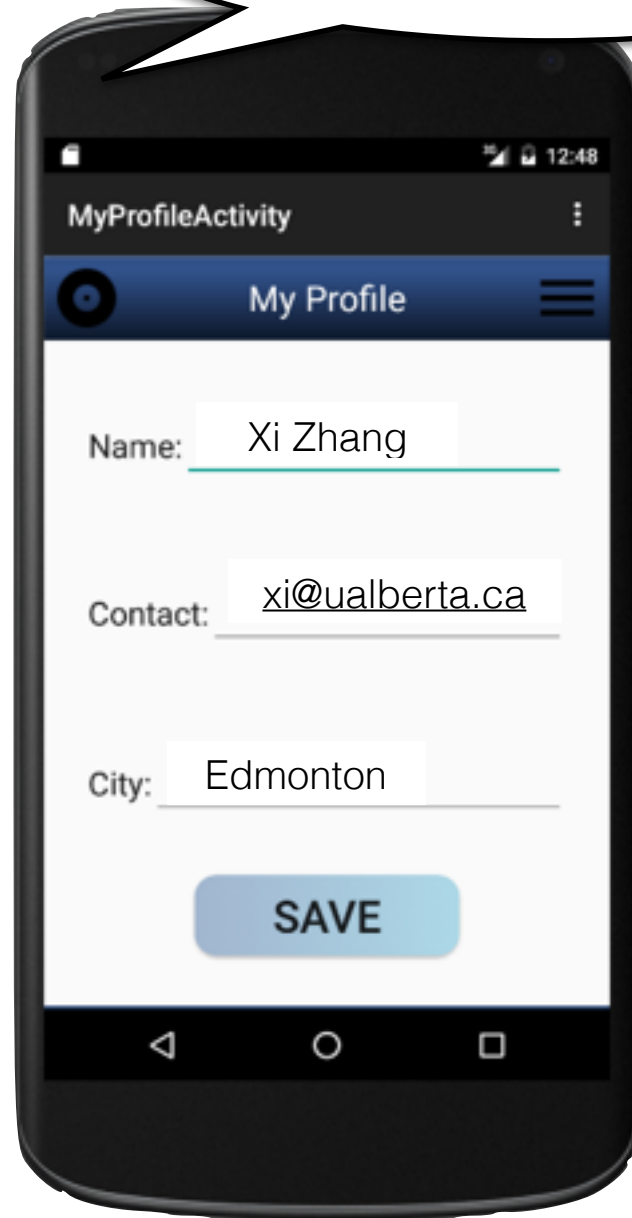 12:48
MyProfileActivity
My Profile
Name: Xi Zhang
Contact: xi@ualberta.ca
City: Edmonton
SAVE